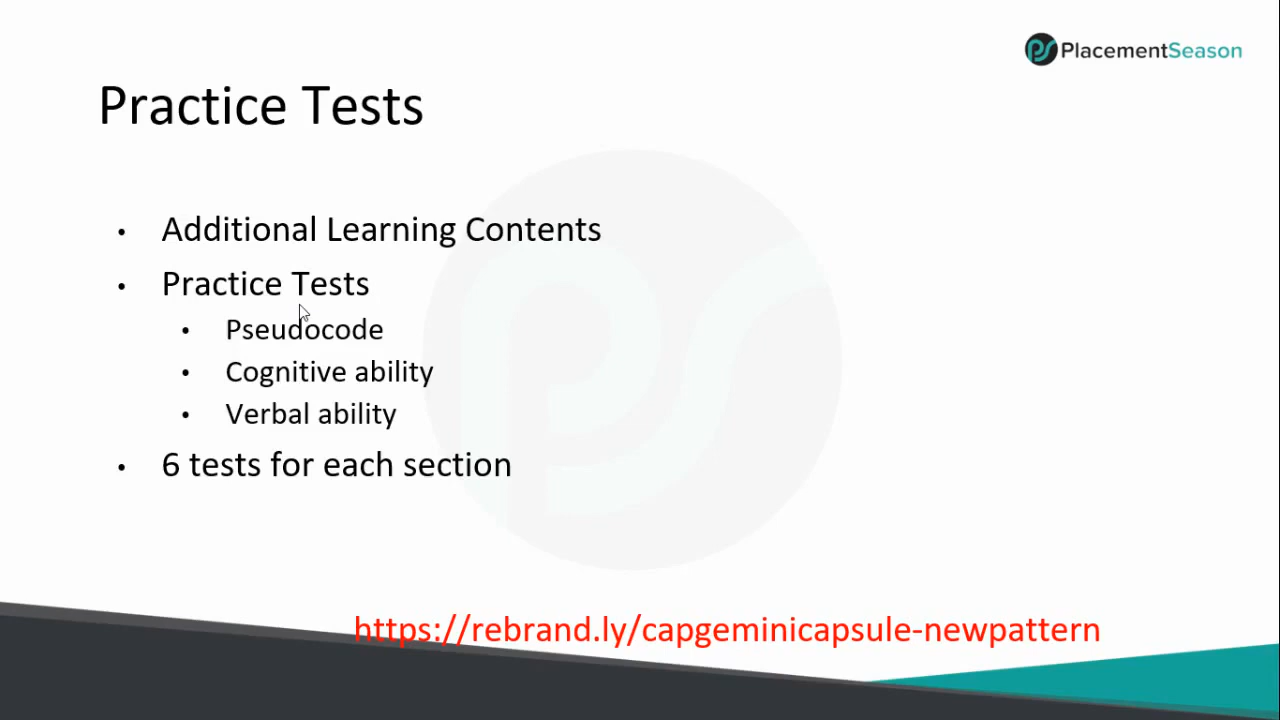 PlacementSeason
Practice Tests
• Additional Learning Contents
• Practice Tests
• Pseudocode
• Cognitive ability
• Verbal ability
• 6 tests for each section
https://rebrand.ly/capgeminicapsule-newpattern